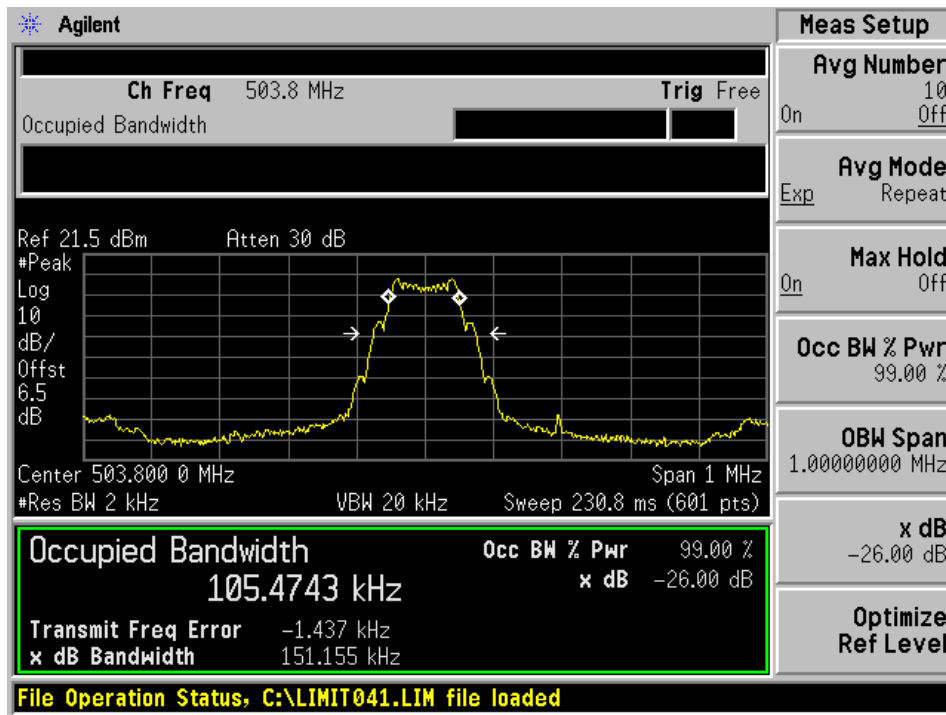 Agilent
Meas Setup
Ch Freq 503.8 MHz Trig Free
Occupied Bandwidth
Ref 21.5 dBm Atten 30 dB
#Peak
Log
10
dB/
Offst
6.5
dB
Center 503.800 0 MHz Span 1 MHz
#Res BW 2 kHz VBW 20 kHz Sweep 230.8 ms (601 pts)
Occupied Bandwidth
105.4743 kHz
Occ BW % Pwr 99.00 %
x dB -26.00 dB
Transmit Freq Error -1.437 kHz
x dB Bandwidth 151.155 kHz
Avg Number
10
On Off
Avg Mode
Exp Repeat
Max Hold
On Off
Occ BW % Pwr
99.00 %
OBW Span
1.00000000 MHz
x dB
-26.00 dB
Optimize
Ref Level
File Operation Status, C:\LIMIT041.LIM file loaded